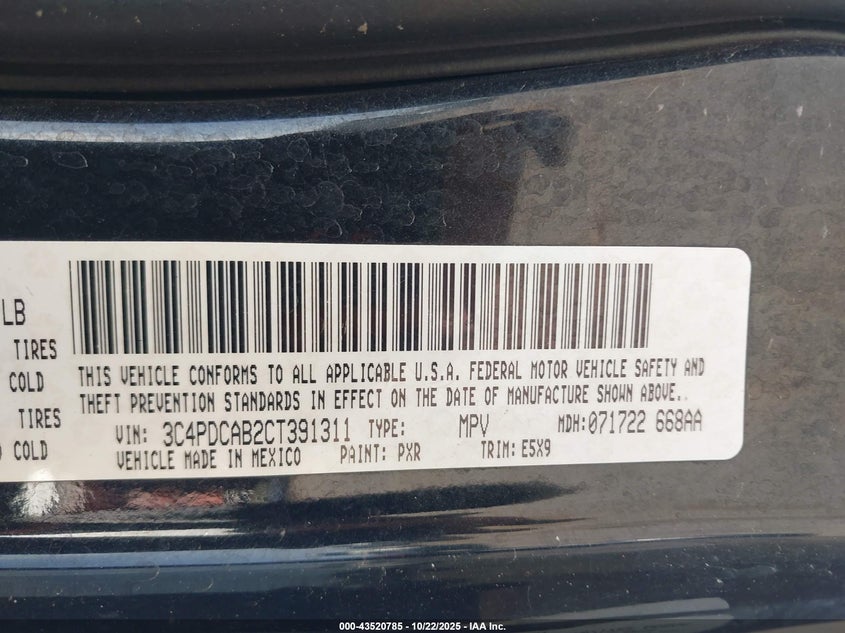 LB
TIRES
COLD
TIRES
COLD
THIS VEHICLE CONFORMS TO ALL APPLICABLE U.S.A. FEDERAL MOTOR VEHICLE SAFETY AND
THEFT PREVENTION STANDARDS IN EFFECT ON THE DATE OF MANUFACTURE SHOWN ABOVE..
VIN: 3C4PDCAB2CT391311 TYPE: MPV MDH:071722 668AA
VEHICLE MADE IN MEXICO PAINT: PXR TRIM: E5X9
000-43520785 - 10/22/2025 - IAA Inc.